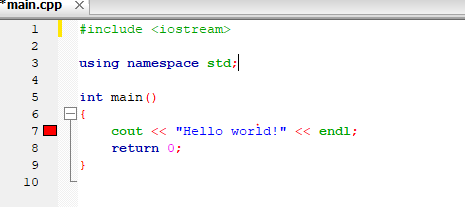 *main.cpp ×
1 #include <iostream>
2
3 using namespace std;
4
5 int main()
6 {
7 cout << "Hello world!" << endl;
8 return 0;
9 }
10